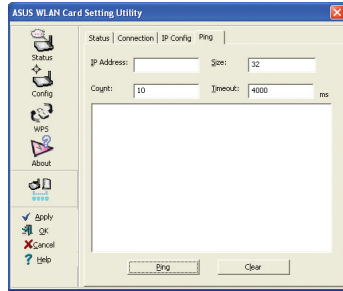 ASUS WLAN Card Setting Utility
Status
Config
WPS
About
Apply
OK
Cancel
Help
Status Connection IP Config Ping
IP Address: Size: 32
Count: 10 Timeout: 4000 ms
Ping Clear